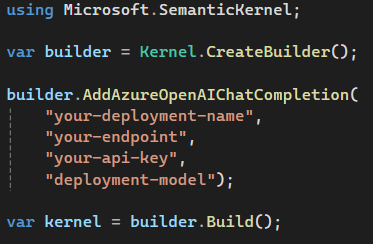 using Microsoft.SemanticKernel;
var builder = Kernel.CreateBuilder();
builder.AddAzureOpenAIChatCompletion(
"your-deployment-name",
"your-endpoint",
"your-api-key",
"deployment-model");
var kernel = builder.Build();